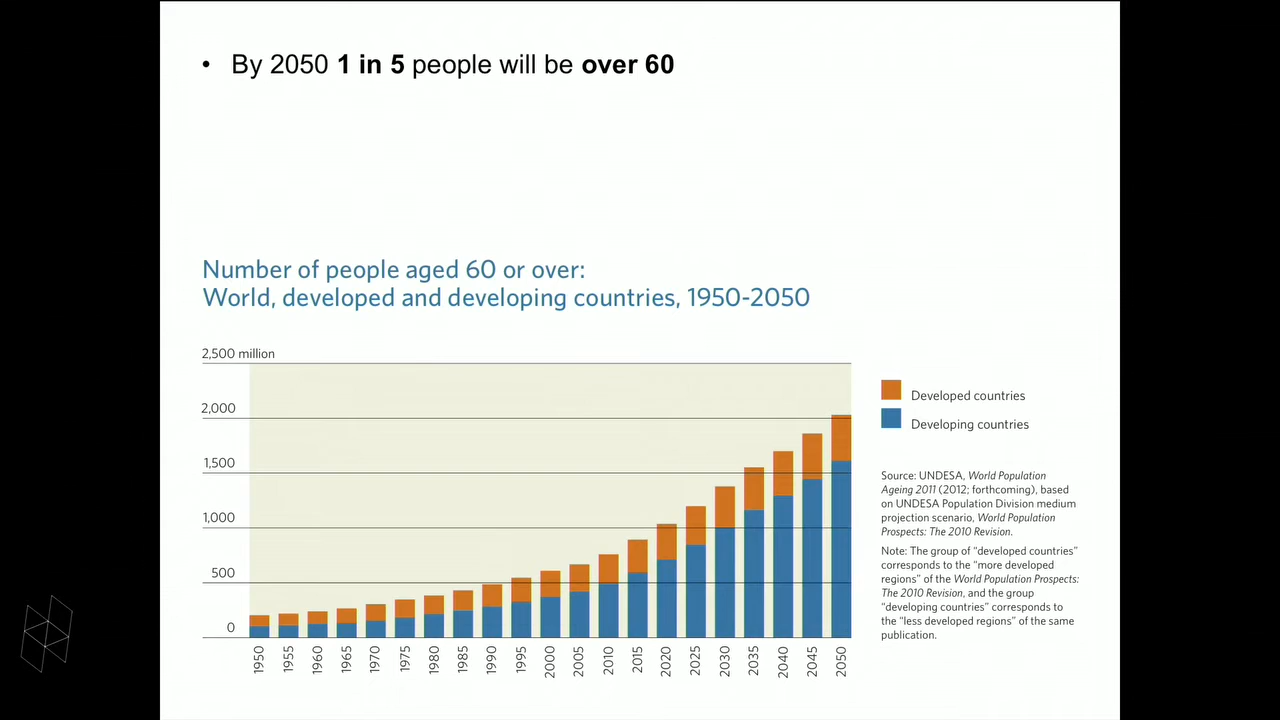 • By 2050 1 in 5 people will be over 60
Number of people aged 60 or over:
World, developed and developing countries, 1950-2050
2,500 million
2,000
1,500
1,000
500
0
1950 1955 1960 1965 1970 1975 1980 1985 1990 1995 2000 2005 2010 2015 2020 2025 2030 2035 2040 2045 2050
Developed countries
Developing countries
Source: UNDESA, World Population
Ageing 2011 (2012; forthcoming), based
on UNDESA Population Division medium
projection scenario, World Population
Prospects: The 2010 Revision.
Note: The group of “developed countries”
corresponds to the “more developed
regions” of the World Population Prospects:
The 2010 Revision, and the group
“developing countries” corresponds to
the “less developed regions” of the same
publication.